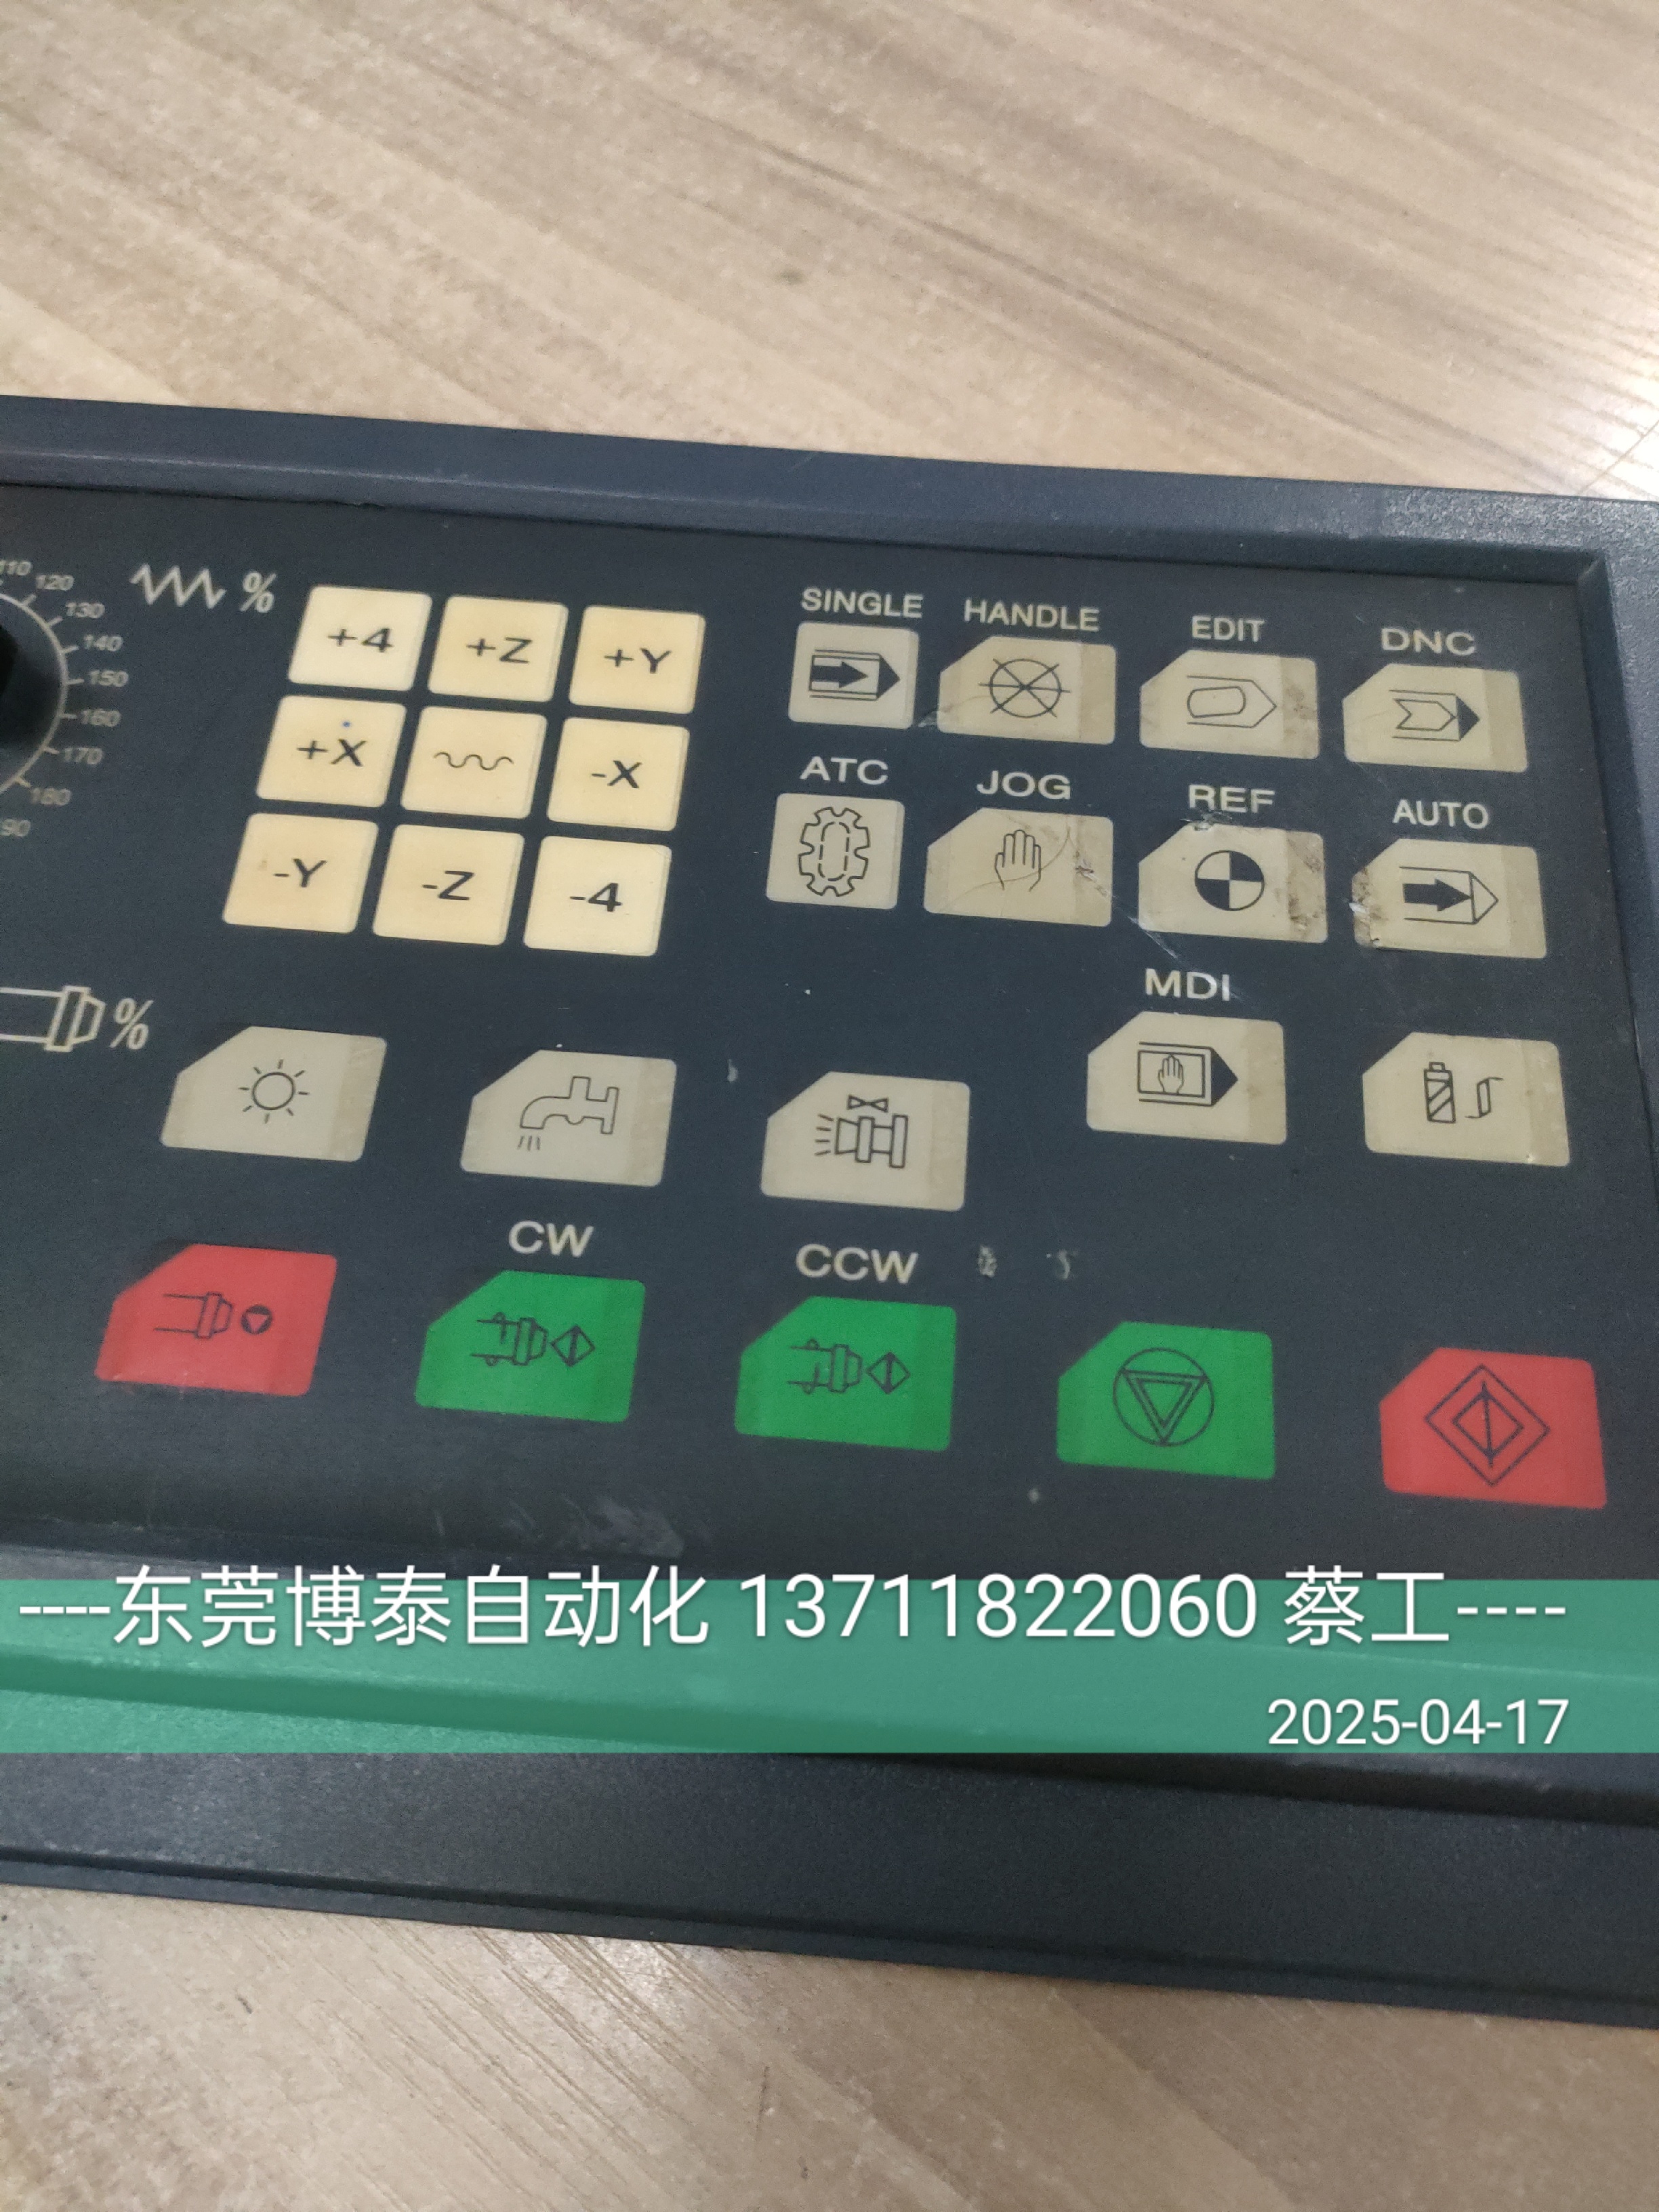 110
120
130
140
150
160
170
180
90
%
+4 +Z +Y
+X -X
-Y -Z -4
SINGLE HANDLE EDIT DNC
ATC JOG REF AUTO
MDI
%
CW CCW
----东莞博泰自动化 13711822060 蔡工----
2025-04-17